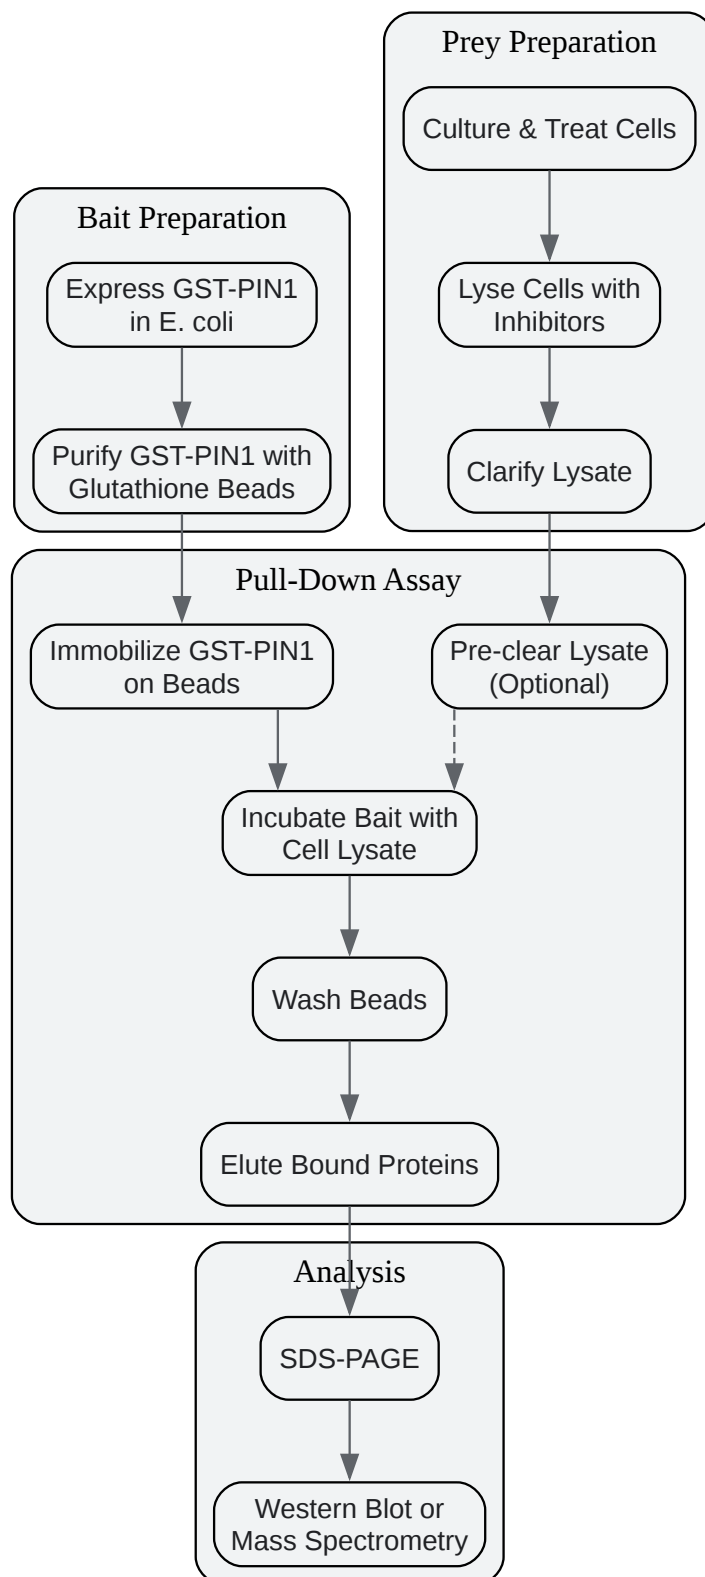 Prey Preparation
Culture & Treat Cells
Lyse Cells with
Inhibitors
Clarify Lysate
Bait Preparation
Express GST-PIN1
in E. coli
Purify GST-PIN1 with
Glutathione Beads
Pull-Down Assay
Immobilize GST-PIN1
on Beads
Pre-clear Lysate
(Optional)
Incubate Bait with
Cell Lysate
Wash Beads
Elute Bound Proteins
Analysis
SDS-PAGE
Western Blot or
Mass Spectrometry